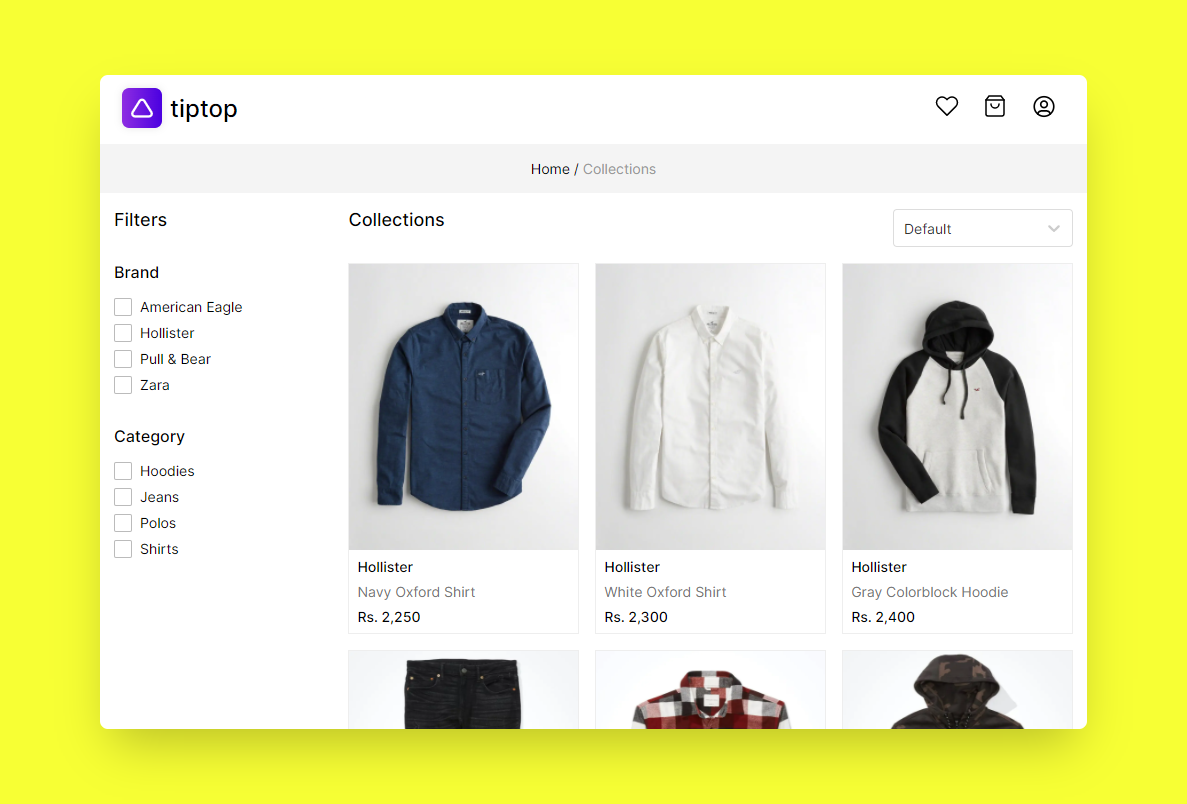 tiptop
Home / Collections
Filters
Brand
American Eagle
Hollister
Pull & Bear
Zara
Category
Hoodies
Jeans
Polos
Shirts
Collections
Default
Hollister
Navy Oxford Shirt
Rs. 2,250
Hollister
White Oxford Shirt
Rs. 2,300
Hollister
Gray Colorblock Hoodie
Rs. 2,400